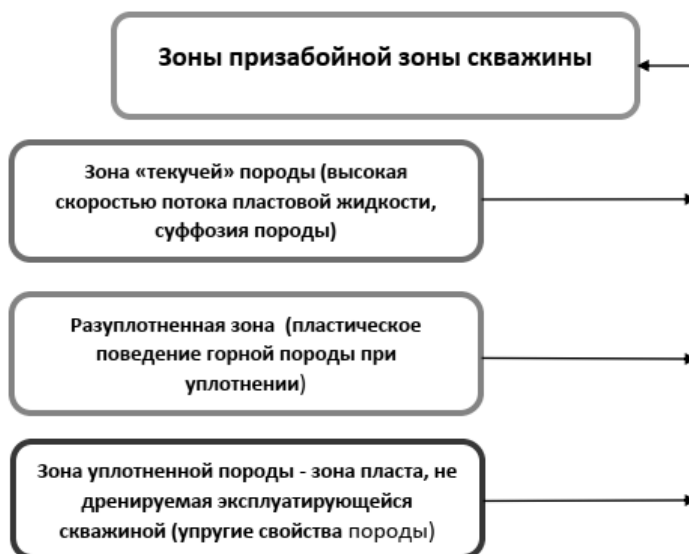 Зоны призабойной зоны скважины
Зона «текучей» породы (высокая
скоростью потока пластовой жидкости,
суффозия породы)
Разуплотненная зона (пластическое
поведение горной породы при
уплотнении)
Зона уплотненной породы - зона пласта, не
дренируемая эксплуатирующейся
скважиной (упругие свойства породы)